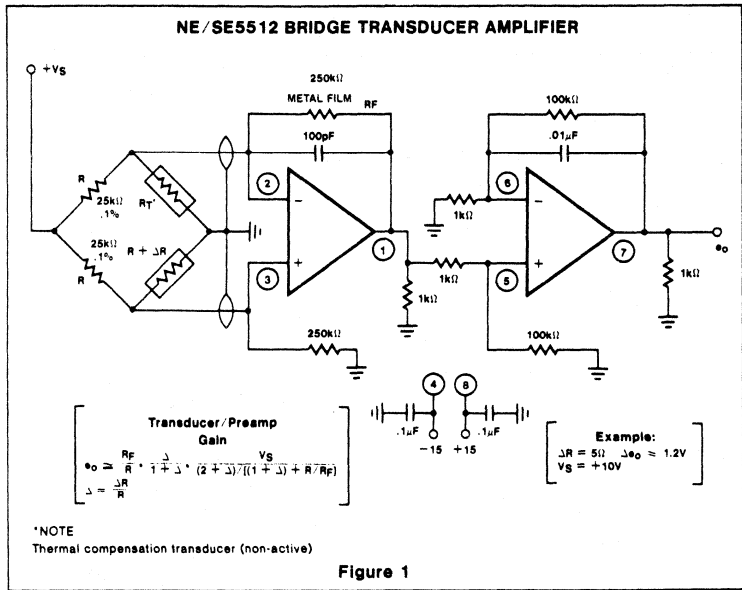 NE/SE5512 BRIDGE TRANSDUCER AMPLIFIER
+VS
250kΩ
METAL FILM RF
100pF
100kΩ
.01µF
R
25kΩ
.1%
RT*
25kΩ
.1%
R
R + ΔR
2
−
3
+
1
250kΩ
1kΩ
1kΩ
1kΩ
6
−
5
+
7
100kΩ
1kΩ
eo
4
8
.1µF
.1µF
−15
+15
Transducer/Preamp
Gain
eo ≃ RF/R • Δ/1 + Δ • VS/(2 + Δ)/[(1 + Δ) + R/RF]
Δ = ΔR/R
Example:
ΔR = 5Ω Δeo ≈ 1.2V
VS = +10V
*NOTE
Thermal compensation transducer (non-active)
Figure 1